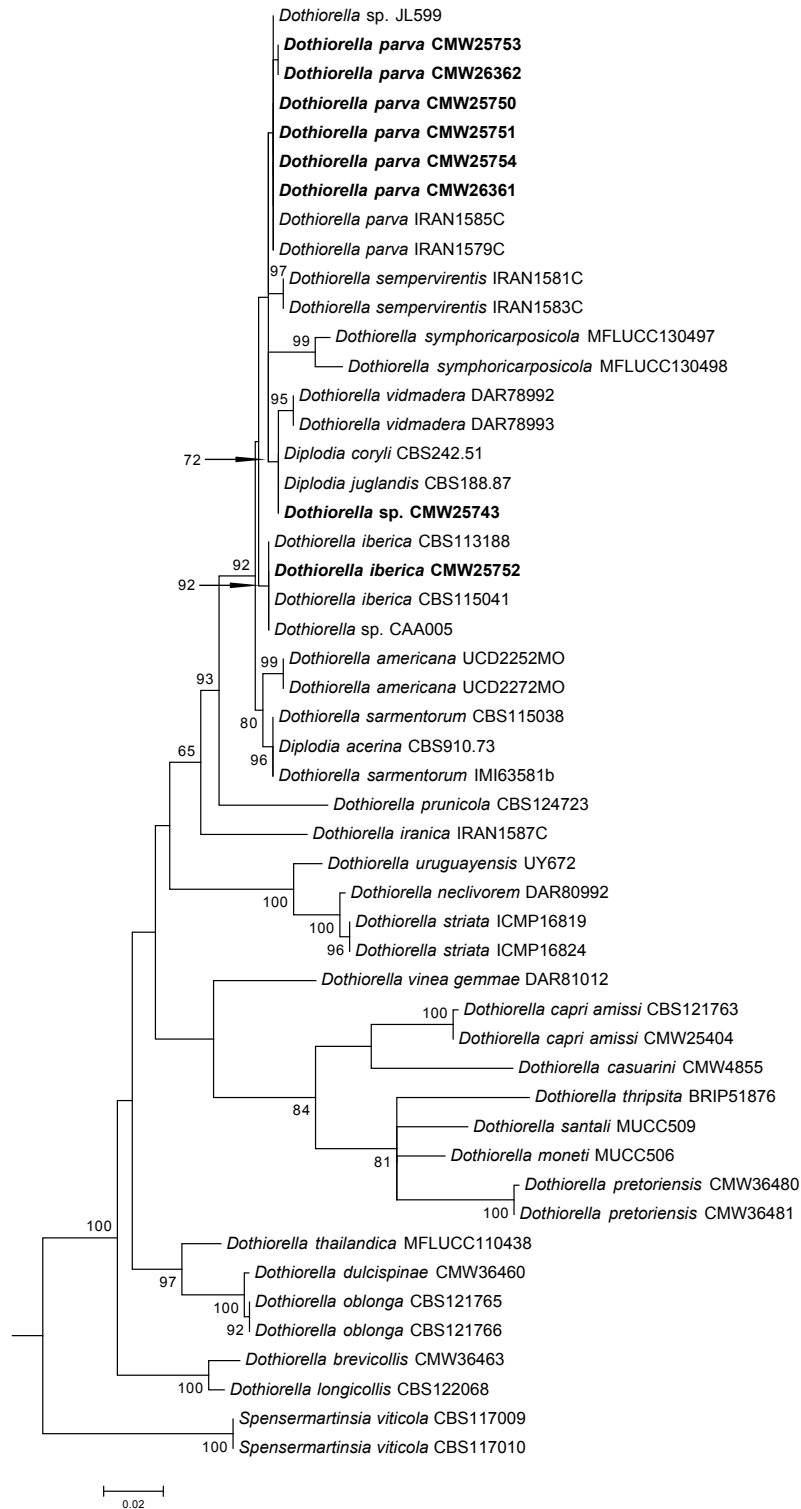 Dothiorella sp. JL599
Dothiorella parva CMW25753
Dothiorella parva CMW26362
Dothiorella parva CMW25750
Dothiorella parva CMW25751
Dothiorella parva CMW25754
Dothiorella parva CMW26361
Dothiorella parva IRAN1585C
Dothiorella parva IRAN1579C
97
Dothiorella sempervirentis IRAN1581C
Dothiorella sempervirentis IRAN1583C
99
Dothiorella symphoricarposicola MFLUCC130497
Dothiorella symphoricarposicola MFLUCC130498
95
Dothiorella vidmadera DAR78992
Dothiorella vidmadera DAR78993
72
Diplodia coryli CBS242.51
Diplodia juglandis CBS188.87
Dothiorella sp. CMW25743
Dothiorella iberica CBS113188
92
Dothiorella iberica CMW25752
92
Dothiorella iberica CBS115041
Dothiorella sp. CAA005
99
Dothiorella americana UCD2252MO
93
Dothiorella americana UCD2272MO
80
Dothiorella sarmentorum CBS115038
65
Diplodia acerina CBS910.73
96
Dothiorella sarmentorum IMI63581b
Dothiorella prunicola CBS124723
Dothiorella iranica IRAN1587C
Dothiorella uruguayensis UY672
100
Dothiorella neclivorem DAR80992
100
Dothiorella striata ICMP16819
96
Dothiorella striata ICMP16824
Dothiorella vinea gemmae DAR81012
100
Dothiorella capri amissi CBS121763
Dothiorella capri amissi CMW25404
Dothiorella casuarini CMW4855
84
Dothiorella thripsita BRIP51876
Dothiorella santali MUCC509
81
Dothiorella moneti MUCC506
Dothiorella pretoriensis CMW36480
100
Dothiorella pretoriensis CMW36481
100
Dothiorella thailandica MFLUCC110438
97
Dothiorella dulcispinae CMW36460
100
Dothiorella oblonga CBS121765
92
Dothiorella oblonga CBS121766
Dothiorella brevicollis CMW36463
100
Dothiorella longicollis CBS122068
Spensermartinsia viticola CBS117009
100
Spensermartinsia viticola CBS117010
0.02